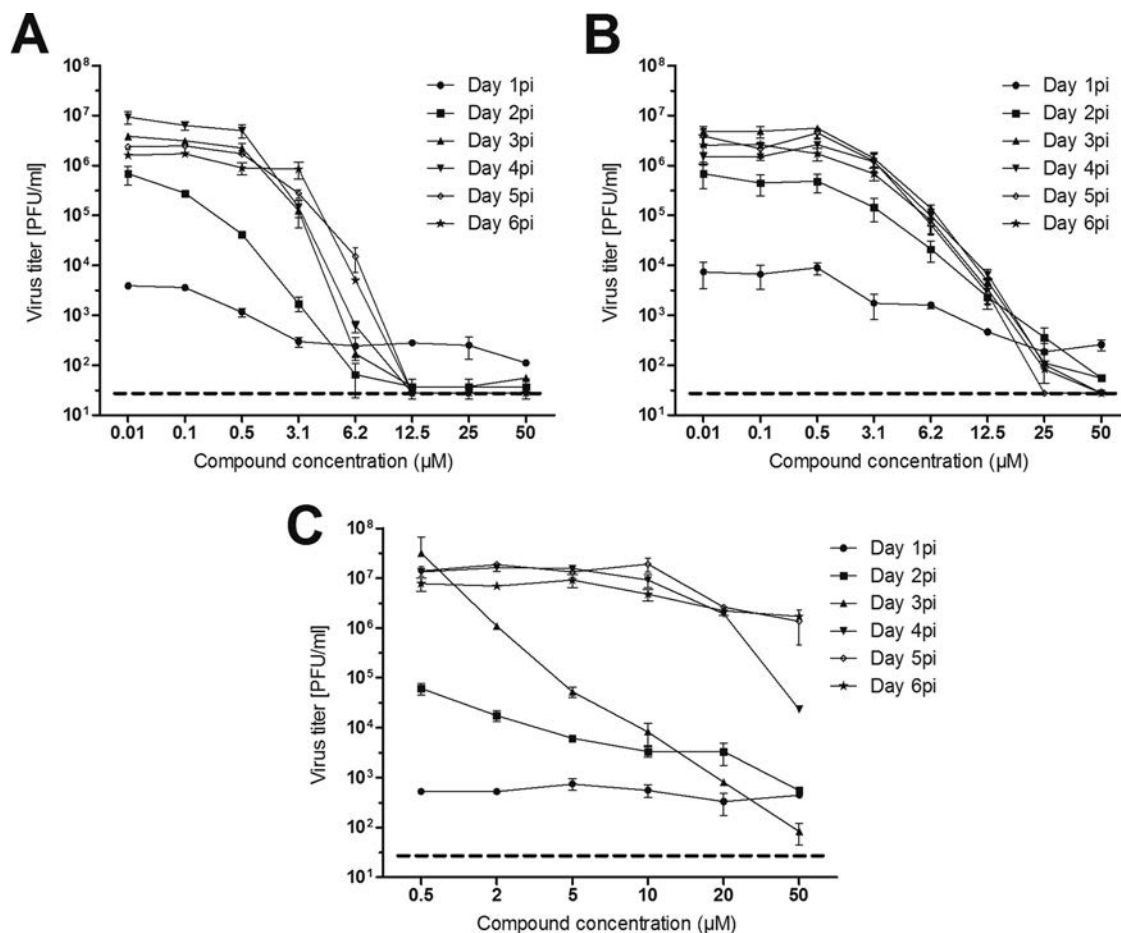 A
Virus titer [PFU/ml]
10⁸
10⁷
10⁶
10⁵
10⁴
10³
10²
10¹
0.01 0.1 0.5 3.1 6.2 12.5 25 50
Compound concentration (µM)
Day 1pi
Day 2pi
Day 3pi
Day 4pi
Day 5pi
Day 6pi
B
Virus titer [PFU/ml]
10⁸
10⁷
10⁶
10⁵
10⁴
10³
10²
10¹
0.01 0.1 0.5 3.1 6.2 12.5 25 50
Compound concentration (µM)
Day 1pi
Day 2pi
Day 3pi
Day 4pi
Day 5pi
Day 6pi
C
Virus titer [PFU/ml]
10⁸
10⁷
10⁶
10⁵
10⁴
10³
10²
10¹
0.5 2 5 10 20 50
Compound concentration (µM)
Day 1pi
Day 2pi
Day 3pi
Day 4pi
Day 5pi
Day 6pi